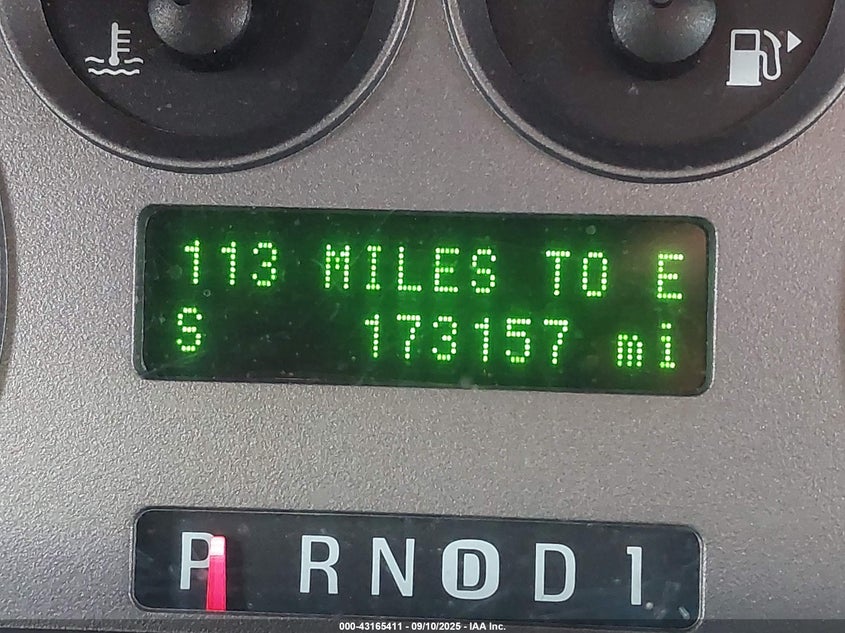 113 MILES TO E
S 173157 mi
P R N D D 1
000-43165411 - 09/10/2025 - IAA Inc.